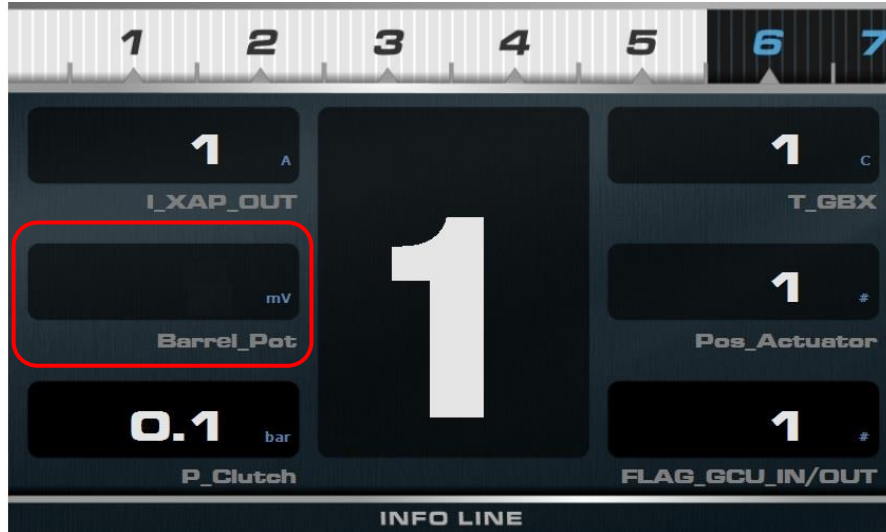 1 2 3 4 5 6 7
1 A
I_XAP_OUT
mV
Barrel_Pot
0.1 bar
P_Clutch
1
1 C
T_GBX
1 #
Pos_Actuator
1 #
FLAG_GCU_IN/OUT
INFO LINE